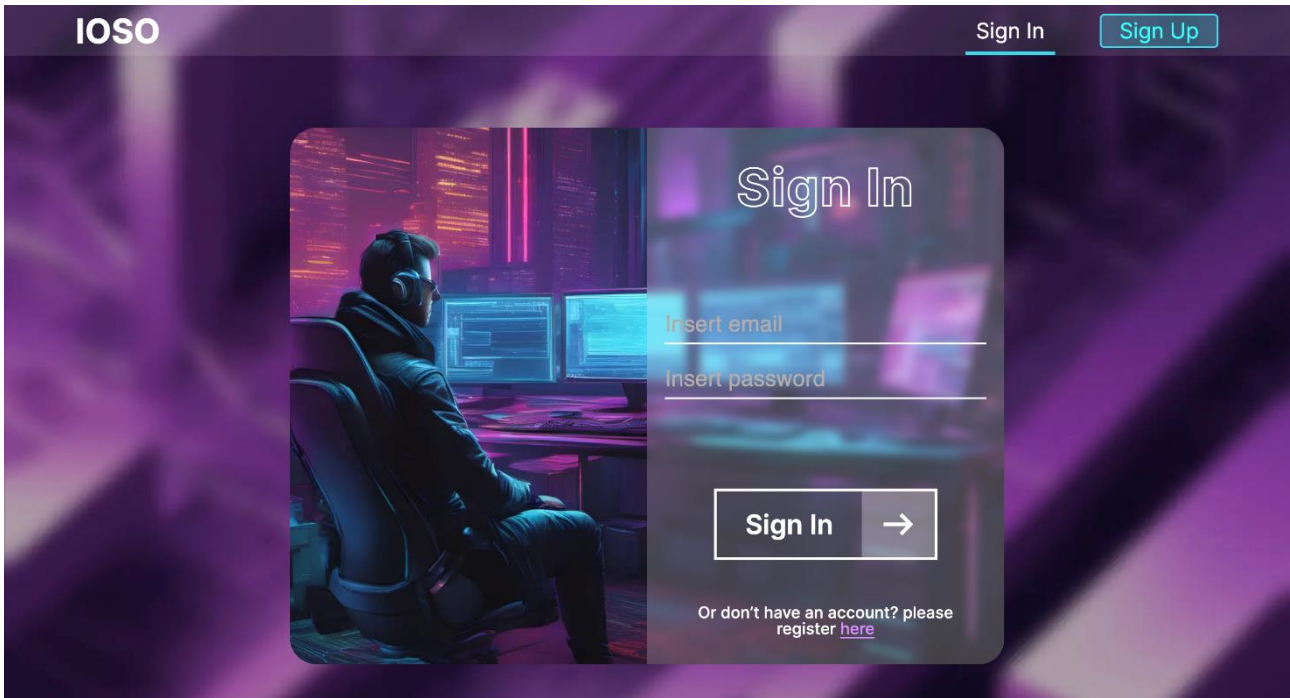 IOSO
Sign In
Sign Up
Sign In
Insert email
Insert password
Sign In
Or don’t have an account? please
register here